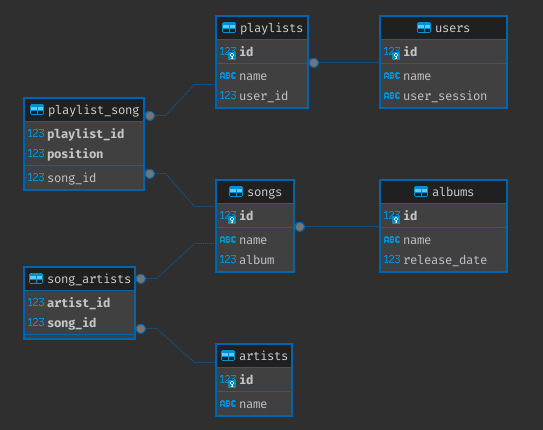 playlists
123 id
ABC name
123 user_id
users
123 id
ABC name
ABC user_session
playlist_song
123 playlist_id
123 position
123 song_id
songs
123 id
ABC name
123 album
albums
123 id
ABC name
123 release_date
song_artists
123 artist_id
123 song_id
artists
123 id
ABC name